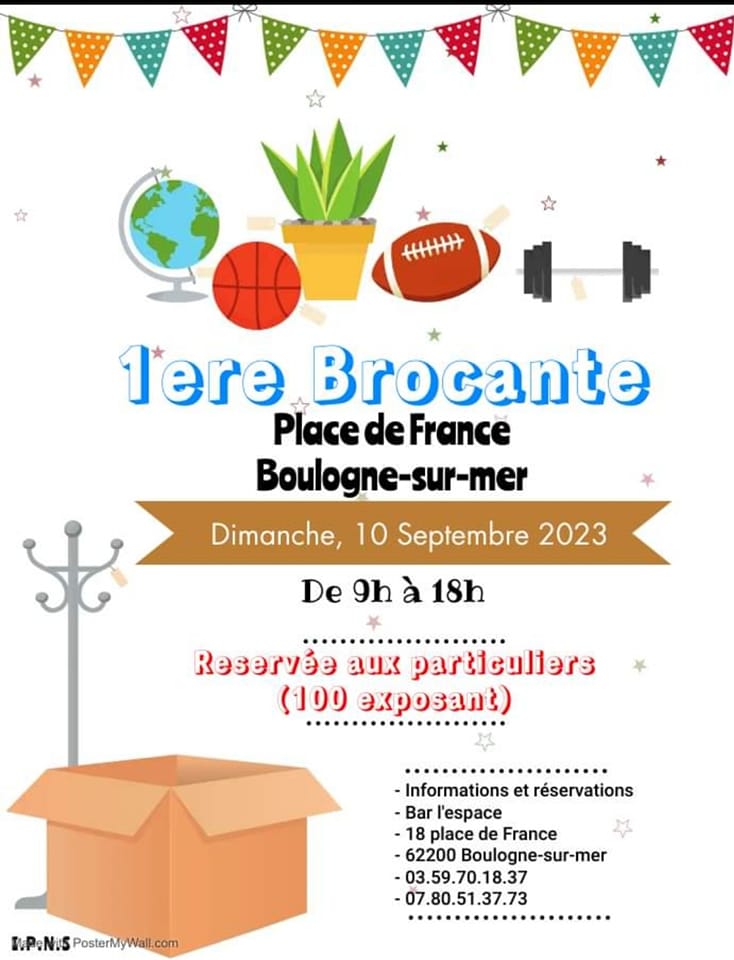 1ere Brocante
Place de France
Boulogne-sur-mer
Dimanche, 10 Septembre 2023
De 9h à 18h
Reservée aux particuliers
(100 exposant)
- Informations et réservations
- Bar l'espace
- 18 place de France
- 62200 Boulogne-sur-mer
- 03.59.70.18.37
- 07.80.51.37.73
I.P.N.S
Made with PosterMyWall.com